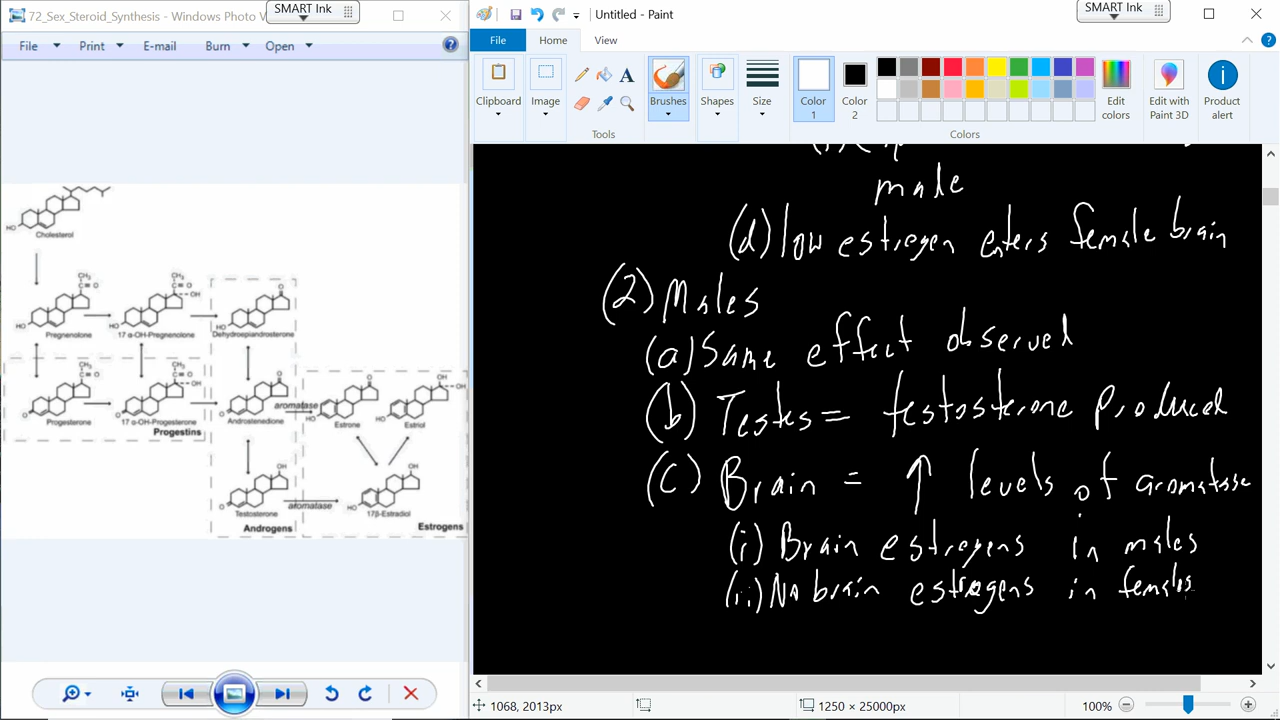 72_Sex_Steroid_Synthesis - Windows Photo V
SMART Ink
File Print E-mail Burn Open
Cholesterol
HO
Pregnenolone
17 α-OH-Pregnenolone
Dehydroepiandrosterone
Progesterone
17 α-OH-Progesterone
Progestins
Androstenedione
aromatase
Estrone
Estriol
Testosterone
aromatase
17β-Estradiol
Androgens
Estrogens
Untitled - Paint
SMART Ink
File Home View
Clipboard
Image
Tools
Brushes
Shapes
Size
Color 1
Color 2
Colors
Edit colors
Edit with Paint 3D
Product alert
male
(d) low estrogen enters female brain
(2) Males
(a) Same effect observed
(b) Testes = testosterone produced
(c) Brain = ↑ levels of aromatase
(i) Brain estrogens in males
(ii) No brain estrogens in females
1068, 2013px
1250 × 25000px
100%